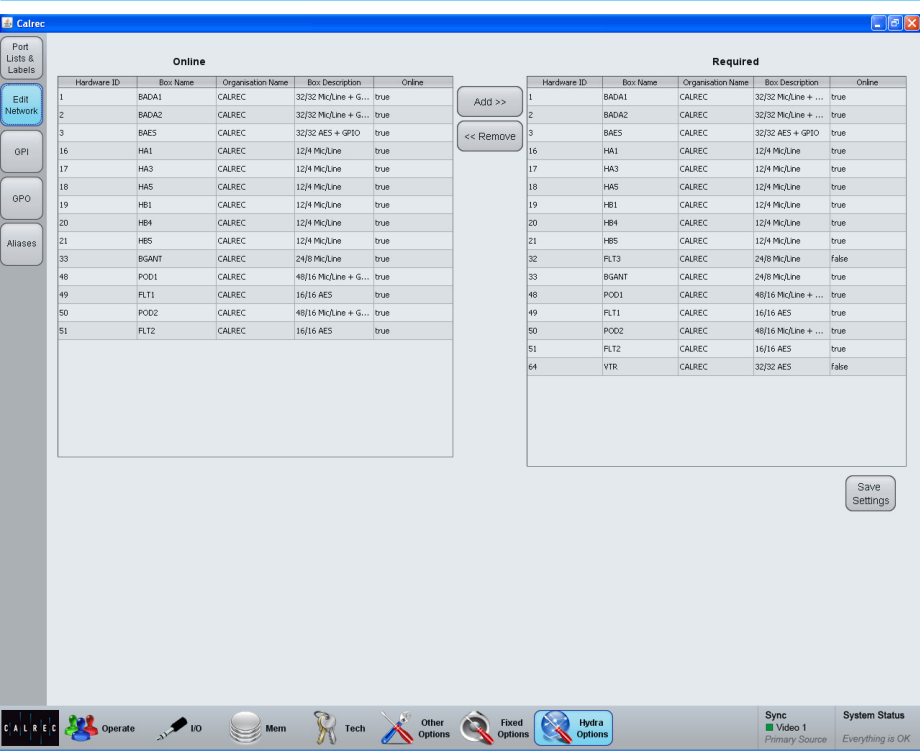 Calrec
Port
Lists &
Labels
Edit
Network
GPI
GPO
Aliases
Online
Hardware ID Box Name Organisation Name Box Description Online
1 BADA1 CALREC 32/32 Mic/Line + G... true
2 BADA2 CALREC 32/32 Mic/Line + G... true
3 BAES CALREC 32/32 AES + GPIO true
16 HA1 CALREC 12/4 Mic/Line true
17 HA3 CALREC 12/4 Mic/Line true
18 HA5 CALREC 12/4 Mic/Line true
19 HB1 CALREC 12/4 Mic/Line true
20 HB4 CALREC 12/4 Mic/Line true
21 HB5 CALREC 12/4 Mic/Line true
33 BGANT CALREC 24/8 Mic/Line true
48 POD1 CALREC 48/16 Mic/Line + G... true
49 FLT1 CALREC 16/16 AES true
50 POD2 CALREC 48/16 Mic/Line + G... true
51 FLT2 CALREC 16/16 AES true
Add >>
<< Remove
Required
Hardware ID Box Name Organisation Name Box Description Online
1 BADA1 CALREC 32/32 Mic/Line + ... true
2 BADA2 CALREC 32/32 Mic/Line + ... true
3 BAES CALREC 32/32 AES + GPIO true
16 HA1 CALREC 12/4 Mic/Line true
17 HA3 CALREC 12/4 Mic/Line true
18 HA5 CALREC 12/4 Mic/Line true
19 HB1 CALREC 12/4 Mic/Line true
20 HB4 CALREC 12/4 Mic/Line true
21 HB5 CALREC 12/4 Mic/Line true
32 FLT3 CALREC 24/8 Mic/Line false
33 BGANT CALREC 24/8 Mic/Line true
48 POD1 CALREC 48/16 Mic/Line + ... true
49 FLT1 CALREC 16/16 AES true
50 POD2 CALREC 48/16 Mic/Line + ... true
51 FLT2 CALREC 16/16 AES true
64 VTR CALREC 32/32 AES false
Save
Settings
CALREC
Operate
I/O
Mem
Tech
Other
Options
Fixed
Options
Hydra
Options
Sync
Video 1
Primary Source
System Status
Everything is OK